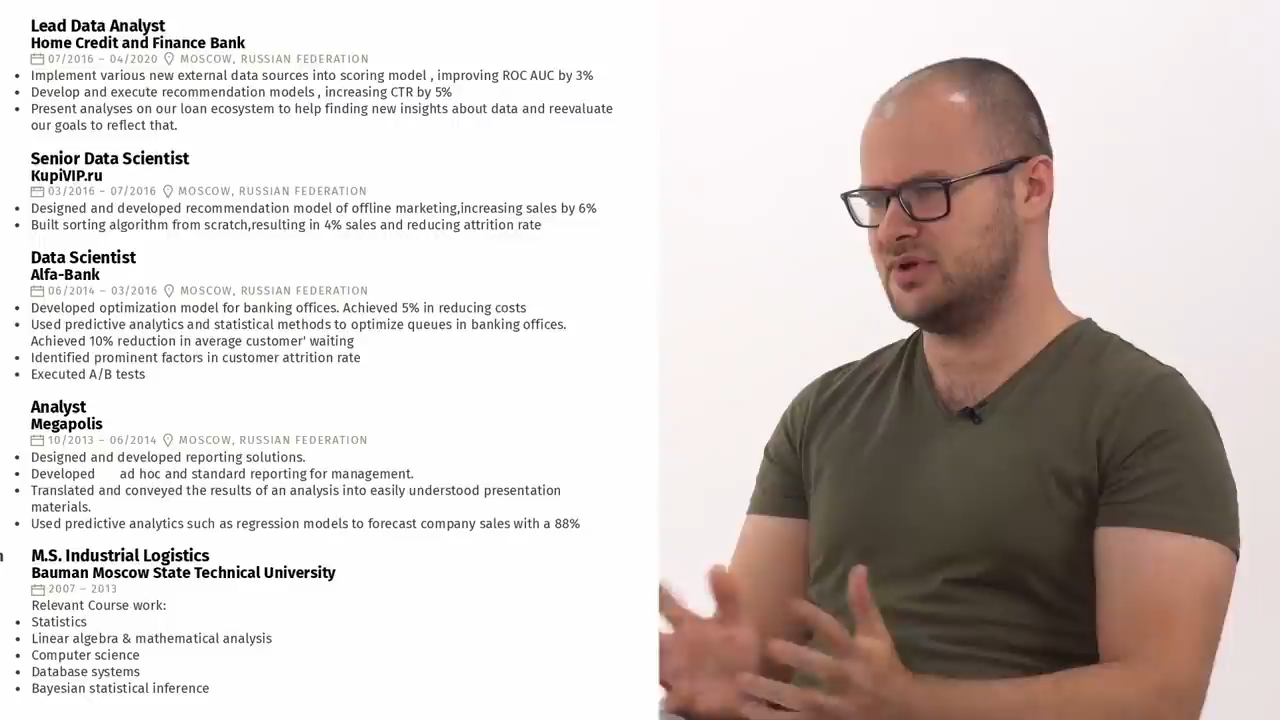 Lead Data Analyst
Home Credit and Finance Bank
07/2016 – 04/2020 MOSCOW, RUSSIAN FEDERATION
• Implement various new external data sources into scoring model , improving ROC AUC by 3%
• Develop and execute recommendation models , increasing CTR by 5%
• Present analyses on our loan ecosystem to help finding new insights about data and reevaluate
our goals to reflect that.
Senior Data Scientist
KupiVIP.ru
03/2016 – 07/2016 MOSCOW, RUSSIAN FEDERATION
• Designed and developed recommendation model of offline marketing,increasing sales by 6%
• Built sorting algorithm from scratch,resulting in 4% sales and reducing attrition rate
Data Scientist
Alfa-Bank
06/2014 – 03/2016 MOSCOW, RUSSIAN FEDERATION
• Developed optimization model for banking offices. Achieved 5% in reducing costs
• Used predictive analytics and statistical methods to optimize queues in banking offices.
Achieved 10% reduction in average customer' waiting
• Identified prominent factors in customer attrition rate
• Executed A/B tests
Analyst
Megapolis
10/2013 – 06/2014 MOSCOW, RUSSIAN FEDERATION
• Designed and developed reporting solutions.
• Developed ad hoc and standard reporting for management.
• Translated and conveyed the results of an analysis into easily understood presentation
materials.
• Used predictive analytics such as regression models to forecast company sales with a 88%
M.S. Industrial Logistics
Bauman Moscow State Technical University
2007 – 2013
Relevant Course work:
• Statistics
• Linear algebra & mathematical analysis
• Computer science
• Database systems
• Bayesian statistical inference